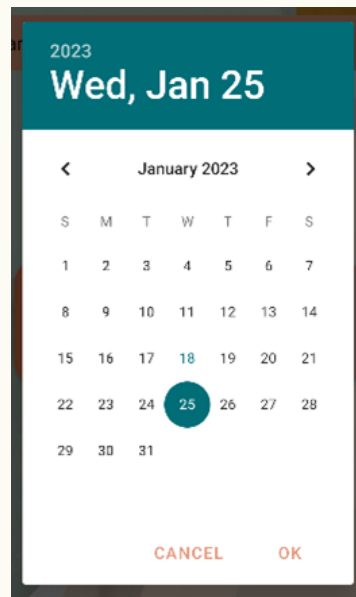 2023
Wed, Jan 25
January 2023
S M T W T F S
1 2 3 4 5 6 7
8 9 10 11 12 13 14
15 16 17 18 19 20 21
22 23 24 25 26 27 28
29 30 31
CANCEL OK